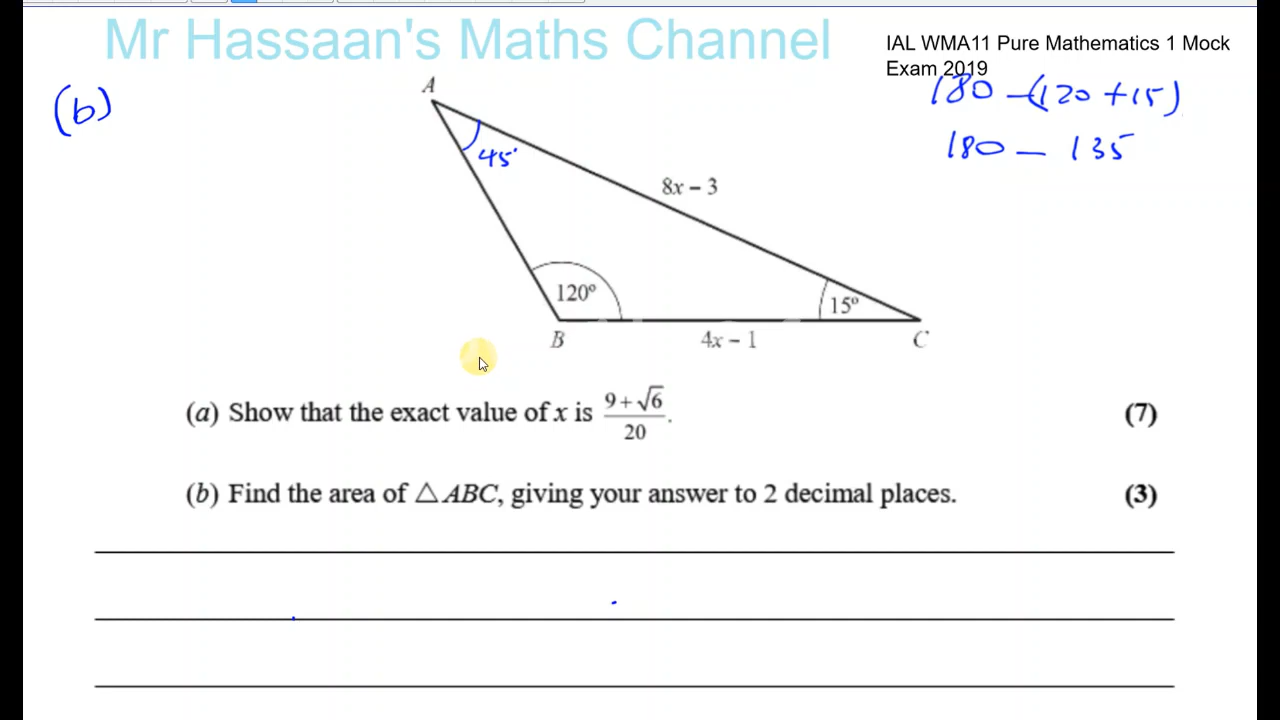 Mr Hassaan's Maths Channel
IAL WMA11 Pure Mathematics 1 Mock
Exam 2019
(b)
180 - (120 + 15)
180 - 135
A
45°
8x – 3
120°
15°
B
4x – 1
C
(a) Show that the exact value of x is (9 + √6)/20. (7)
(b) Find the area of △ABC, giving your answer to 2 decimal places. (3)